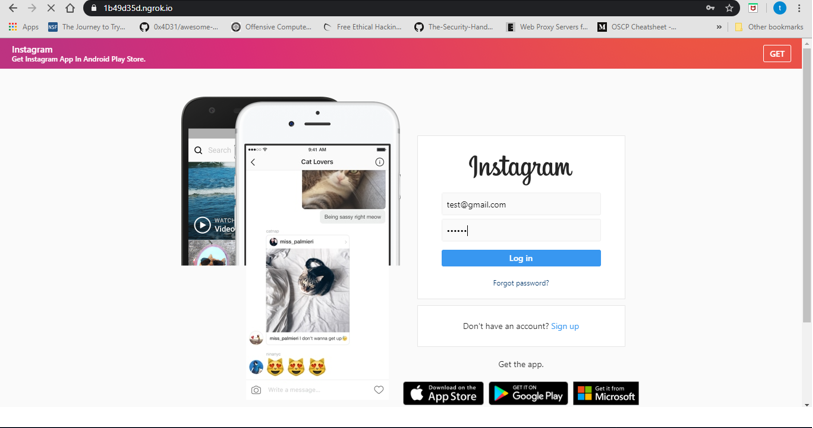 1b49d35d.ngrok.io
Apps The Journey to Try... 0x4D31/awesome-... Offensive Compute... Free Ethical Hackin... The-Security-Hand... Web Proxy Servers f... OSCP Cheatsheet -... » Other bookmarks
Instagram
Get Instagram App In Android Play Store.
GET
Search
WATCH
Video
9:41 AM
Cat Lovers
Being sassy right meow
miss_palmieri
miss_palmieri I don't wanna get up
Write a message...
Instagram
test@gmail.com
••••••
Log in
Forgot password?
Don't have an account? Sign up
Get the app.
Download on the
App Store
GET IT ON
Google Play
Get it from
Microsoft